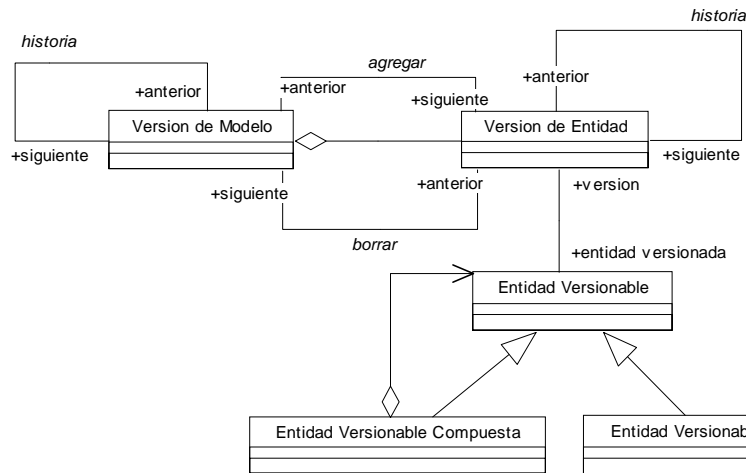 historia
historia
agregar
+anterior
+anterior
+anterior
+siguiente
Version de Modelo
Version de Entidad
+siguiente
+siguiente
+siguiente
+anterior
+version
borrar
+entidad versionada
Entidad Versionable
Entidad Versionable Compuesta
Entidad